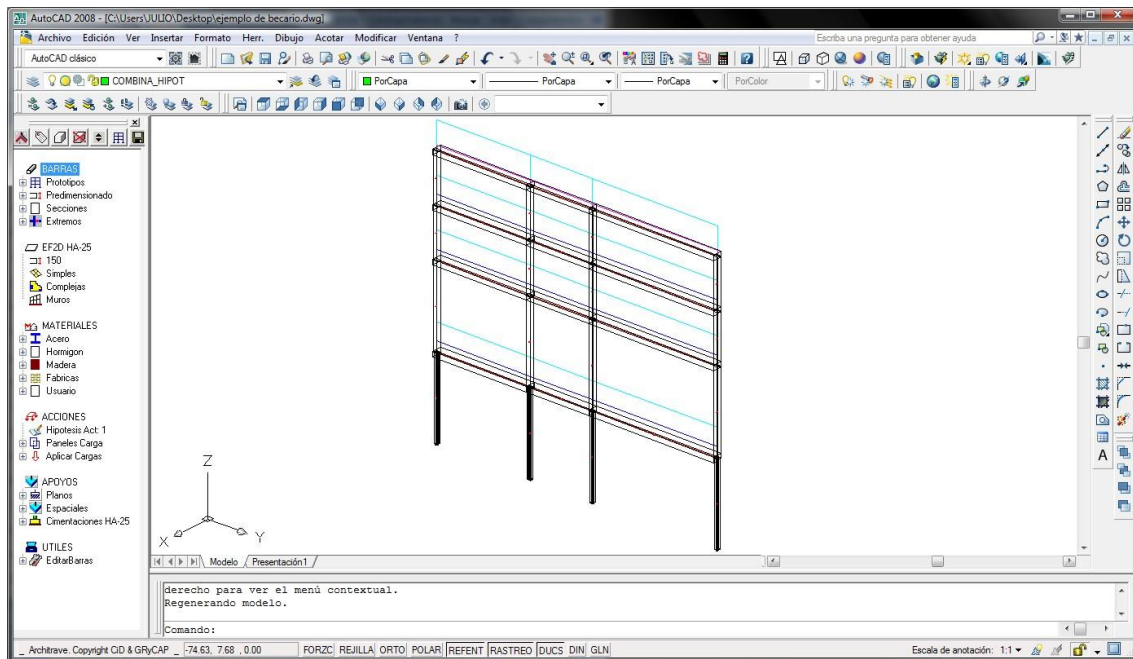 AutoCAD 2008 - [C:\Users\JULIO\Desktop\ejemplo de becario.dwg]
Archivo Edición Ver Insertar Formato Herr. Dibujo Acotar Modificar Ventana ?
Escriba una pregunta para obtener ayuda
AutoCAD clásico
COMBINA_HIPOT
PorCapa
PorCapa
PorCapa
PorColor
BARRAS
Prototipos
Predimensionado
Secciones
Extremos
EF2D HA-25
150
Simples
Complejas
Muros
MATERIALES
Acero
Hormigon
Madera
Fabricas
Usuario
ACCIONES
Hipotesis Act: 1
Paneles Carga
Aplicar Cargas
APOYOS
Planos
Espaciales
Cimentaciones HA-25
UTILES
EditarBarras
Z
X
Y
Modelo
Presentación1
derecho para ver el menú contextual.
Regenerando modelo.
Comando:
_ Architrave. Copyright CiD & GRyCAP _ -74.63, 7.68 , 0.00 FORZC REJILLA ORTO POLAR REFENT RASTREO DUCS DIN GLN Escala de anotación: 1:1